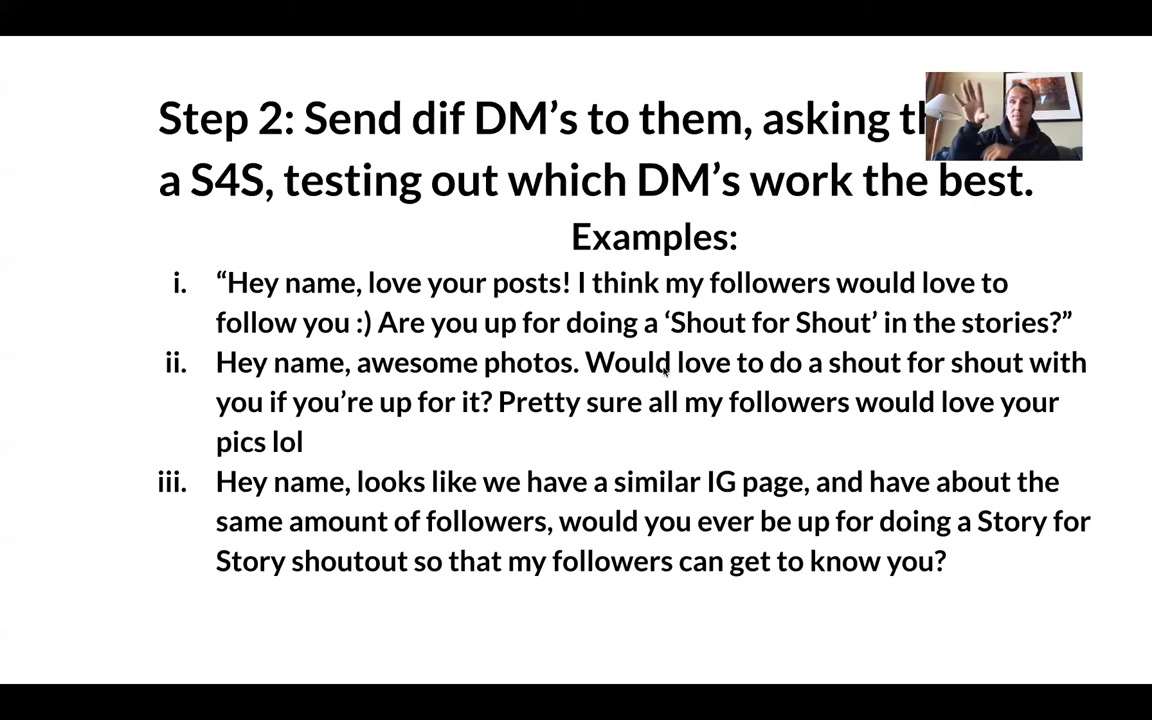 Step 2: Send dif DM’s to them, asking
a S4S, testing out which DM’s work the best.
Examples:
i. “Hey name, love your posts! I think my followers would love to
follow you :) Are you up for doing a ‘Shout for Shout’ in the stories?”
ii. Hey name, awesome photos. Would love to do a shout for shout with
you if you’re up for it? Pretty sure all my followers would love your
pics lol
iii. Hey name, looks like we have a similar IG page, and have about the
same amount of followers, would you ever be up for doing a Story for
Story shoutout so that my followers can get to know you?